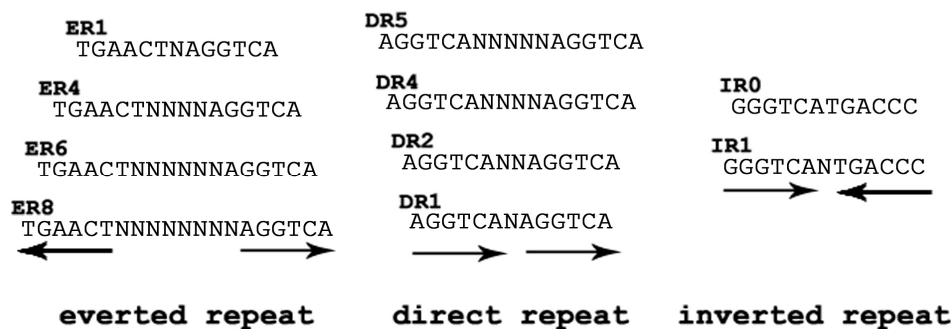 ER1
TGAACTNAGGTCA
ER4
TGAACTNNNNAGGTCA
ER6
TGAACTNNNNNNAGGTCA
ER8
TGAACTNNNNNNNNAGGTCA
everted repeat
DR5
AGGTCANNNNNAGGTCA
DR4
AGGTCANNNNAGGTCA
DR2
AGGTCANNAGGTCA
DR1
AGGTCANAGGTCA
direct repeat
IR0
GGGTCATGACCC
IR1
GGGTCANTGACCC
inverted repeat